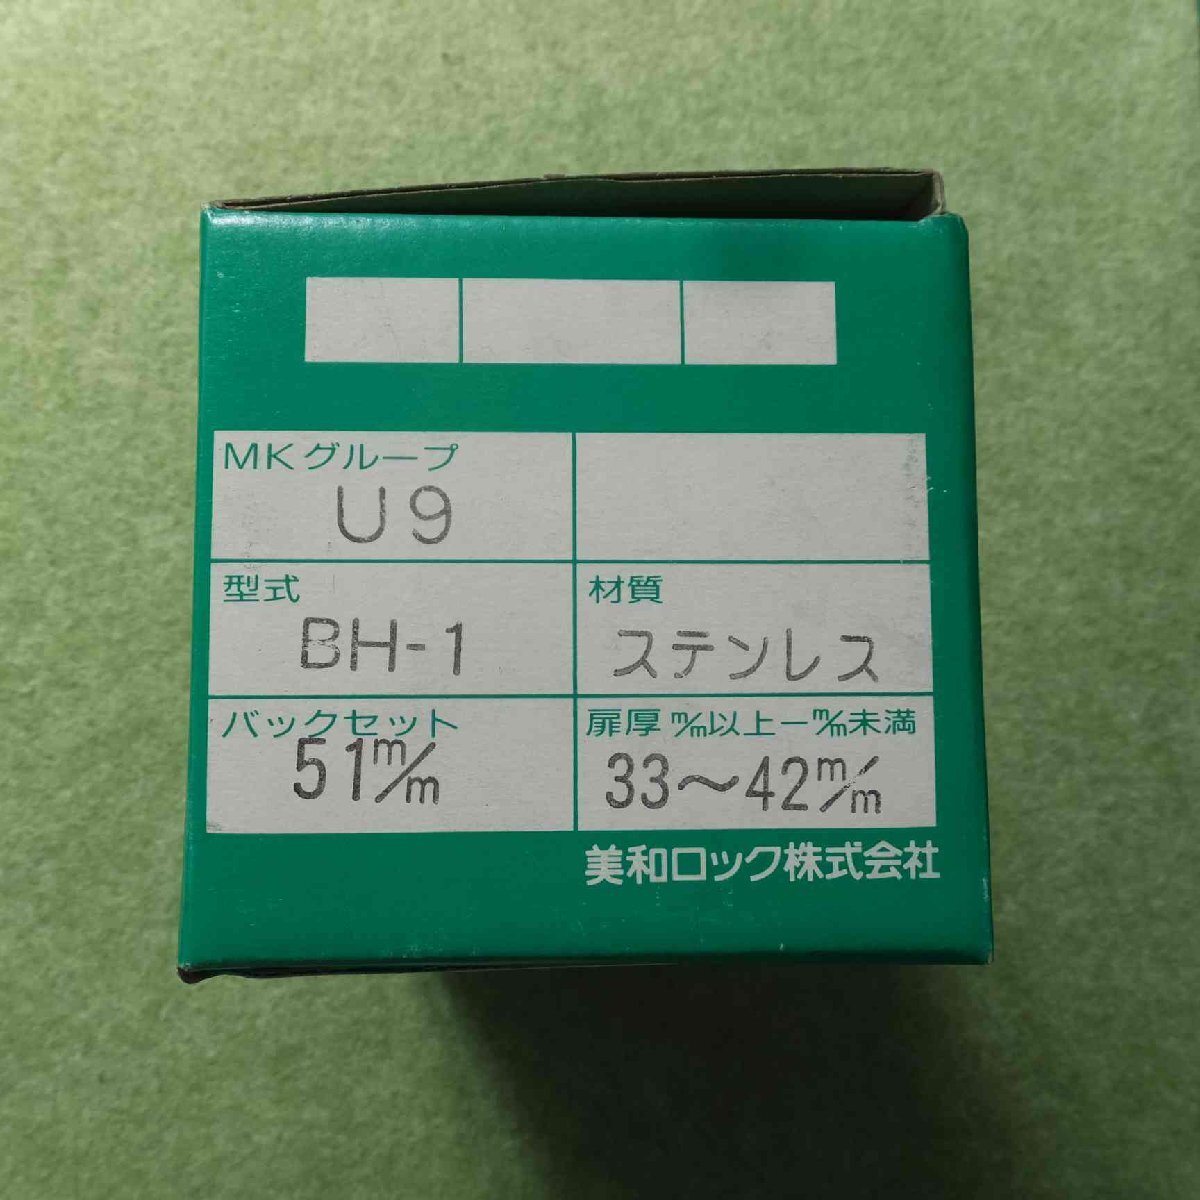 MKグループ
U9
型式
BH-1
材質
ステンレス
バックセット
51m/m
扉厚 m/m以上ーm/m未満
33～42m/m
美和ロック株式会社